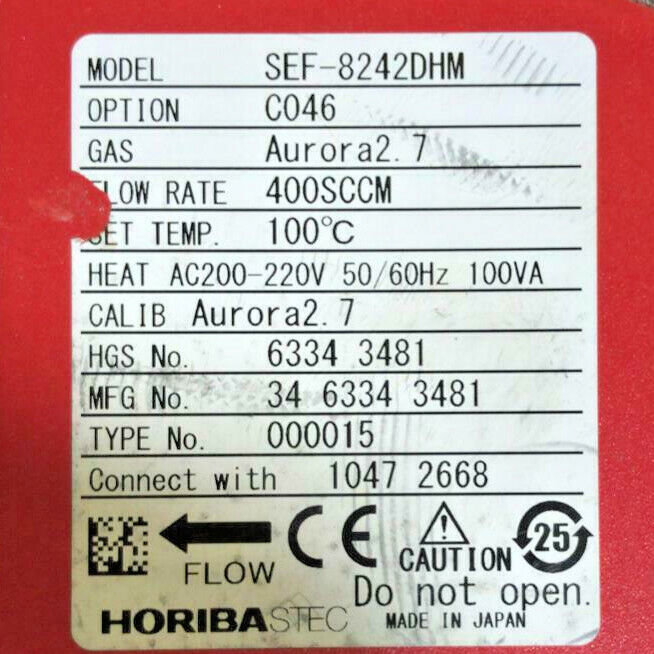 MODEL SEF-8242DHM
OPTION C046
GAS Aurora2.7
FLOW RATE 400SCCM
SET TEMP. 100℃
HEAT AC200-220V 50/60Hz 100VA
CALIB Aurora2.7
HGS No. 6334 3481
MFG No. 34 6334 3481
TYPE No. 000015
Connect with 1047 2668
FLOW CE CAUTION 25
Do not open.
HORIBASTEC MADE IN JAPAN